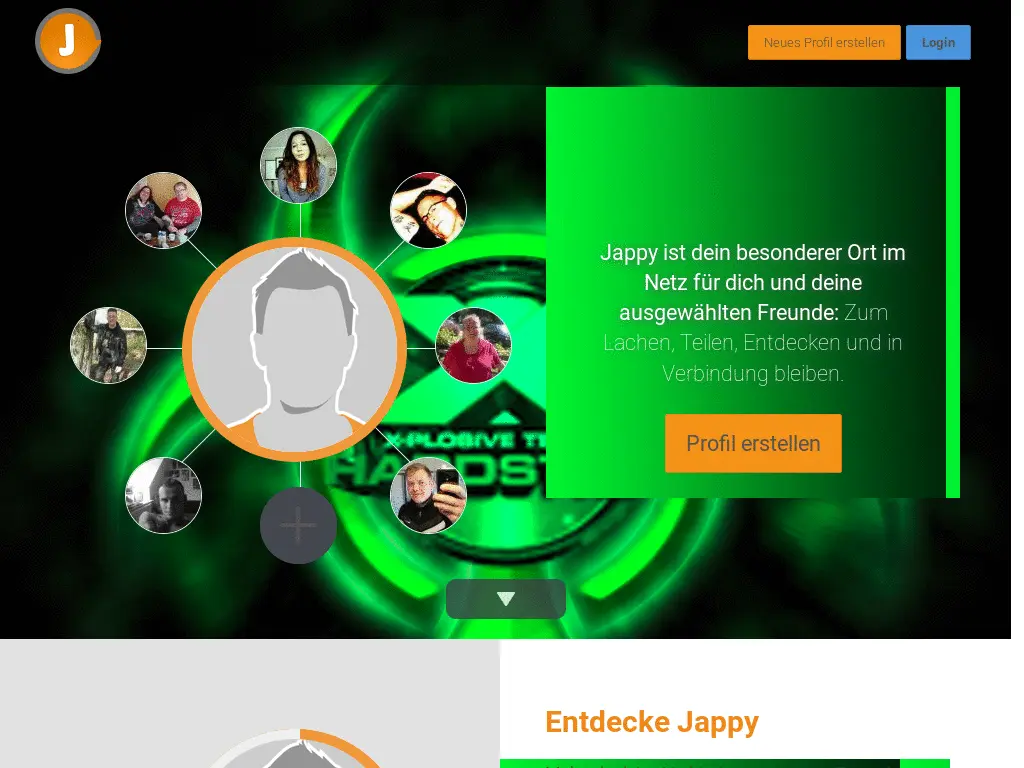 J
Neues Profil erstellen
Login
Jappy ist dein besonderer Ort im
Netz für dich und deine
ausgewählten Freunde: Zum
Lachen, Teilen, Entdecken und in
Verbindung bleiben.
Profil erstellen
X-PLOSIVE
Entdecke Jappy